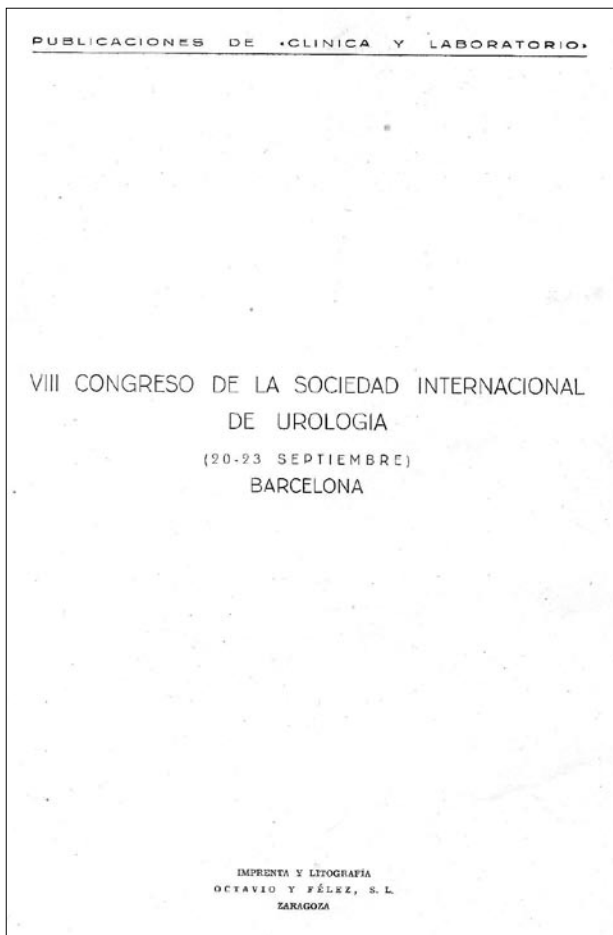 PUBLICACIONES DE «CLINICA Y LABORATORIO»
VIII CONGRESO DE LA SOCIEDAD INTERNACIONAL
DE UROLOGIA
(20-23 SEPTIEMBRE)
BARCELONA
IMPRENTA Y LITOGRAFÍA
OCTAVIO Y FÉLEZ, S. L.
ZARAGOZA